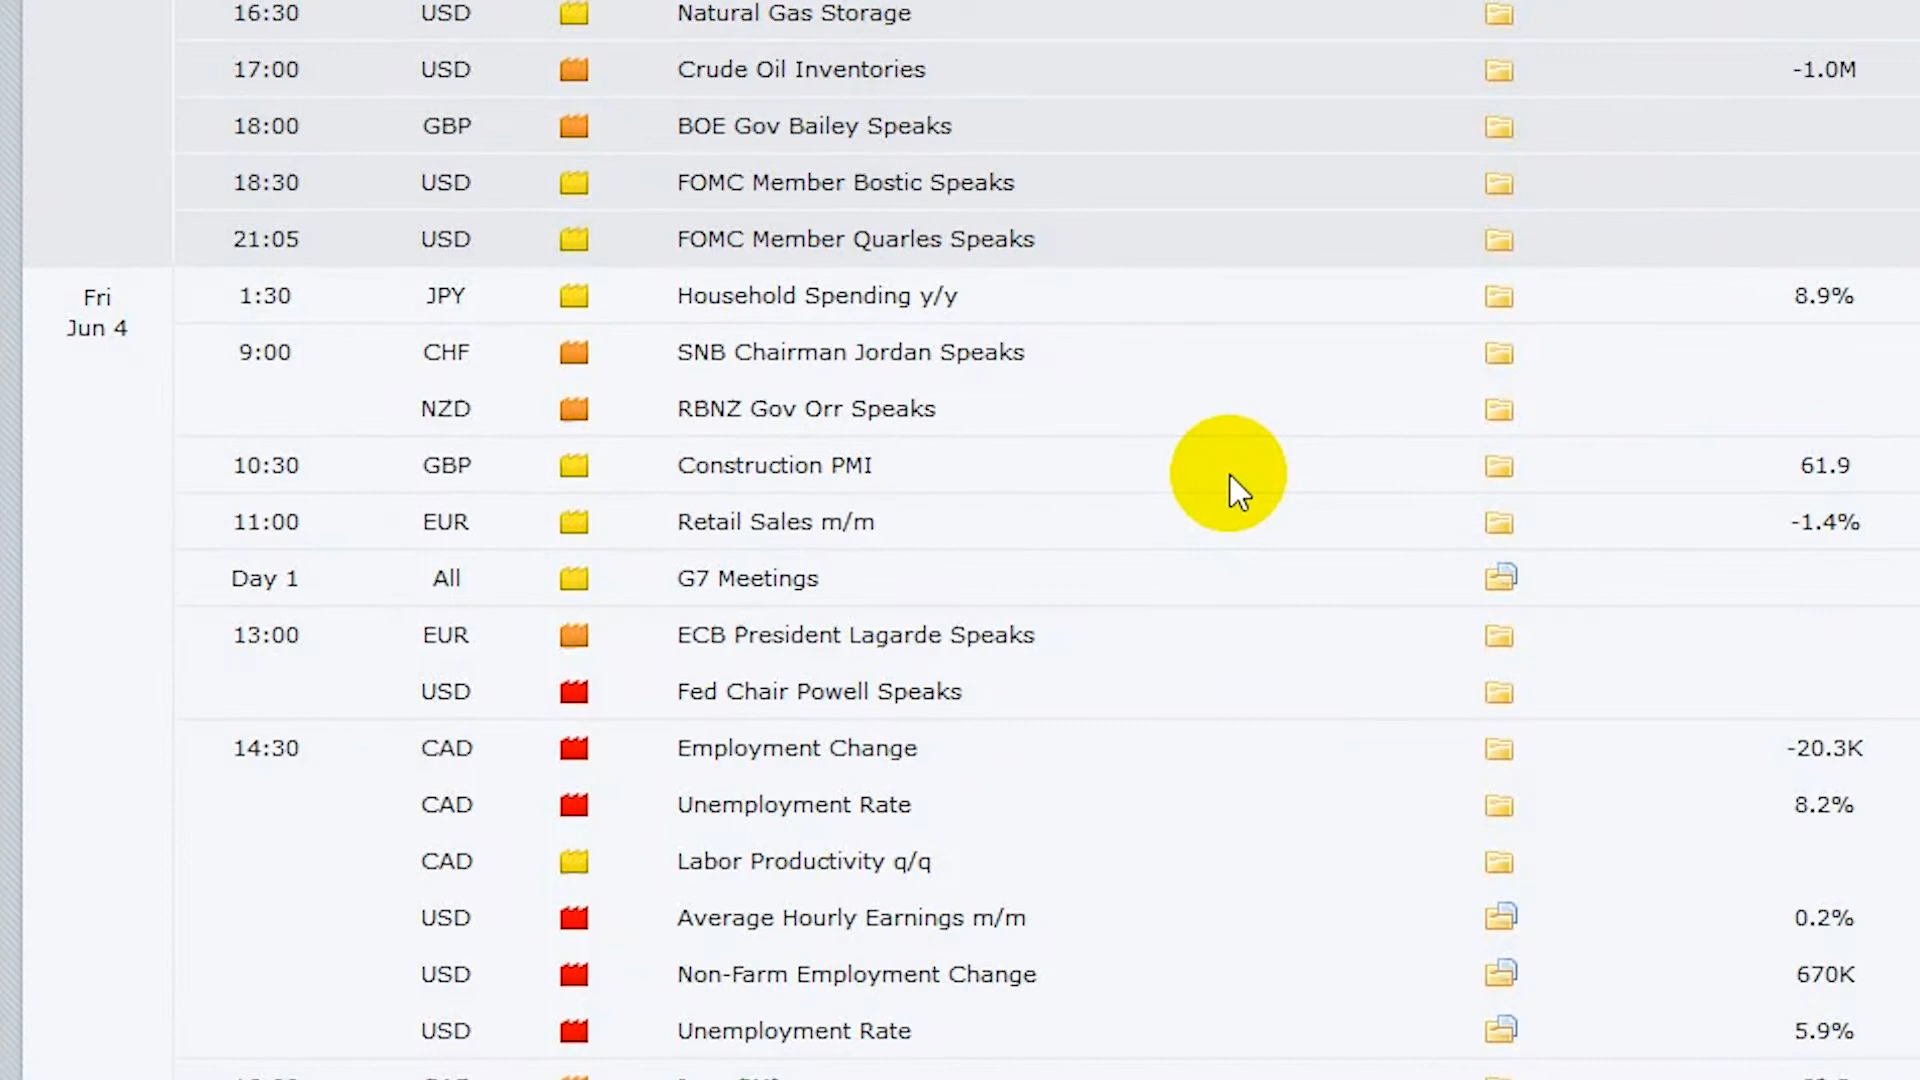 16:30 USD Natural Gas Storage
17:00 USD Crude Oil Inventories -1.0M
18:00 GBP BOE Gov Bailey Speaks
18:30 USD FOMC Member Bostic Speaks
21:05 USD FOMC Member Quarles Speaks
Fri
Jun 4
1:30 JPY Household Spending y/y 8.9%
9:00 CHF SNB Chairman Jordan Speaks
NZD RBNZ Gov Orr Speaks
10:30 GBP Construction PMI 61.9
11:00 EUR Retail Sales m/m -1.4%
Day 1 All G7 Meetings
13:00 EUR ECB President Lagarde Speaks
USD Fed Chair Powell Speaks
14:30 CAD Employment Change -20.3K
CAD Unemployment Rate 8.2%
CAD Labor Productivity q/q
USD Average Hourly Earnings m/m 0.2%
USD Non-Farm Employment Change 670K
USD Unemployment Rate 5.9%